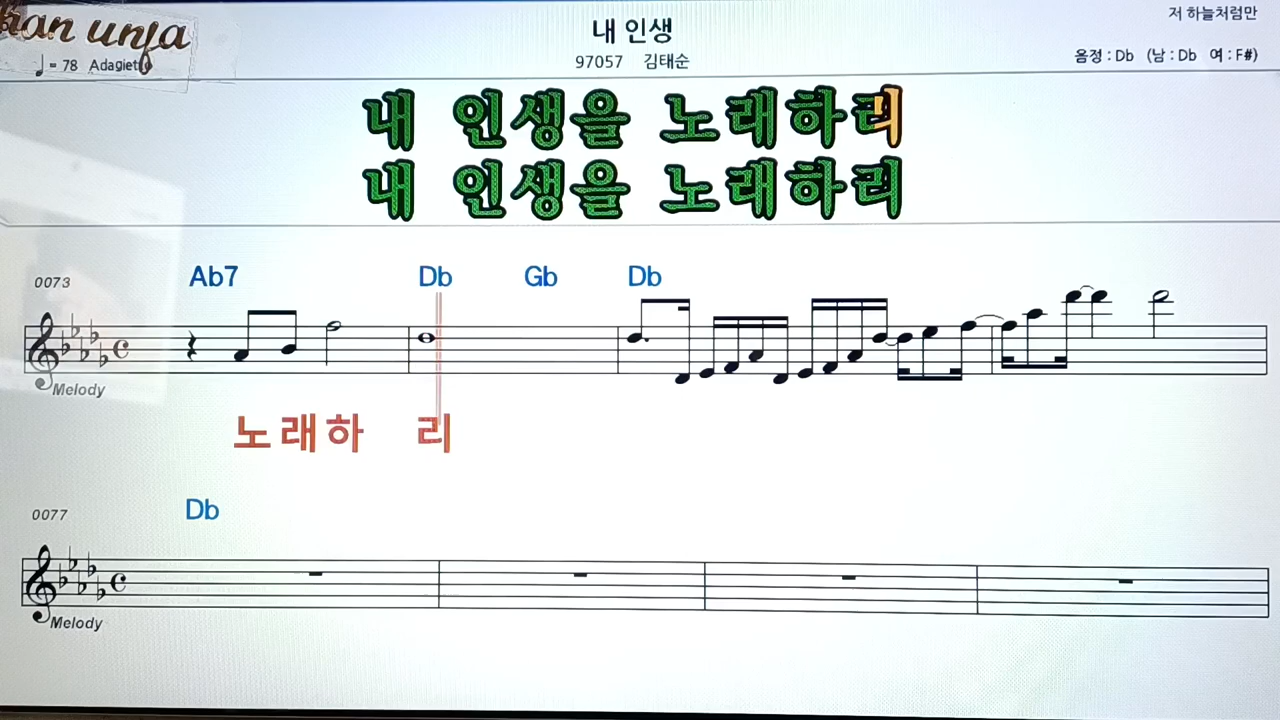 저 하늘처럼만
내 인생
97057 김태순
♩= 78 Adagietto
음정 : Db (남 : Db 여 : F#)
내 인생을 노래하리
내 인생을 노래하리
0073 Ab7 Db Gb Db
Melody
노래하 리
0077 Db
Melody